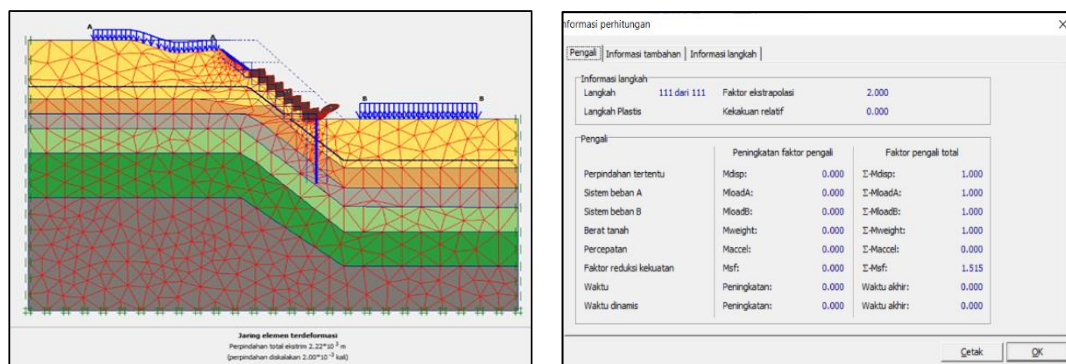 A
A
B
B
Jaring elemen terdeformasi
Perpindahan total ekstrim 2.22*10³ m
(perpindahan diskalakan 2.00*10⁻³ kali)
nformasi perhitungan
Pengali Informasi tambahan Informasi langkah
Informasi langkah
Langkah 111 dari 111 Faktor ekstrapolasi 2.000
Langkah Plastis Kekakuan relatif 0.000
Pengali
Peningkatan faktor pengali Faktor pengali total
Perpindahan tertentu Mdisp: 0.000 Σ-Mdisp: 1.000
Sistem beban A MloadA: 0.000 Σ-MloadA: 1.000
Sistem beban B MloadB: 0.000 Σ-MloadB: 1.000
Berat tanah Mweight: 0.000 Σ-Mweight: 1.000
Percepatan Maccel: 0.000 Σ-Maccel: 0.000
Faktor reduksi kekuatan Msf: 0.000 Σ-Msf: 1.515
Waktu Peningkatan: 0.000 Waktu akhir: 0.000
Waktu dinamis Peningkatan: 0.000 Waktu akhir: 0.000
Cetak OK